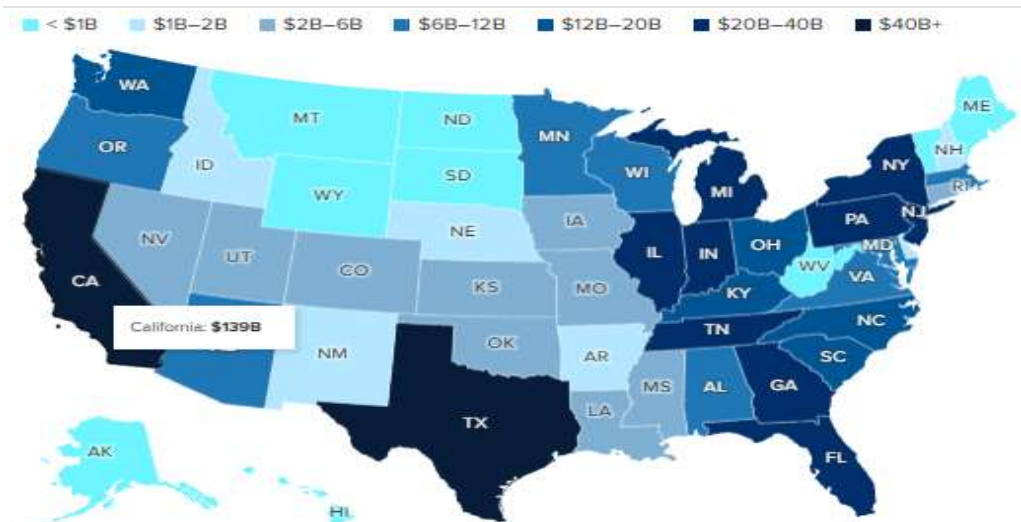 < $1B $1B–2B $2B–6B $6B–12B $12B–20B $20B–40B $40B+
WA
MT
ND
MN
ME
OR
ID
WY
SD
WI
MI
NY
NH
NV
UT
CO
NE
IA
IL
IN
OH
PA
NJ
CA
KS
MO
KY
WV
VA
MD
California: $139B
NM
OK
AR
TN
NC
SC
TX
LA
MS
AL
GA
FL
AK
HI